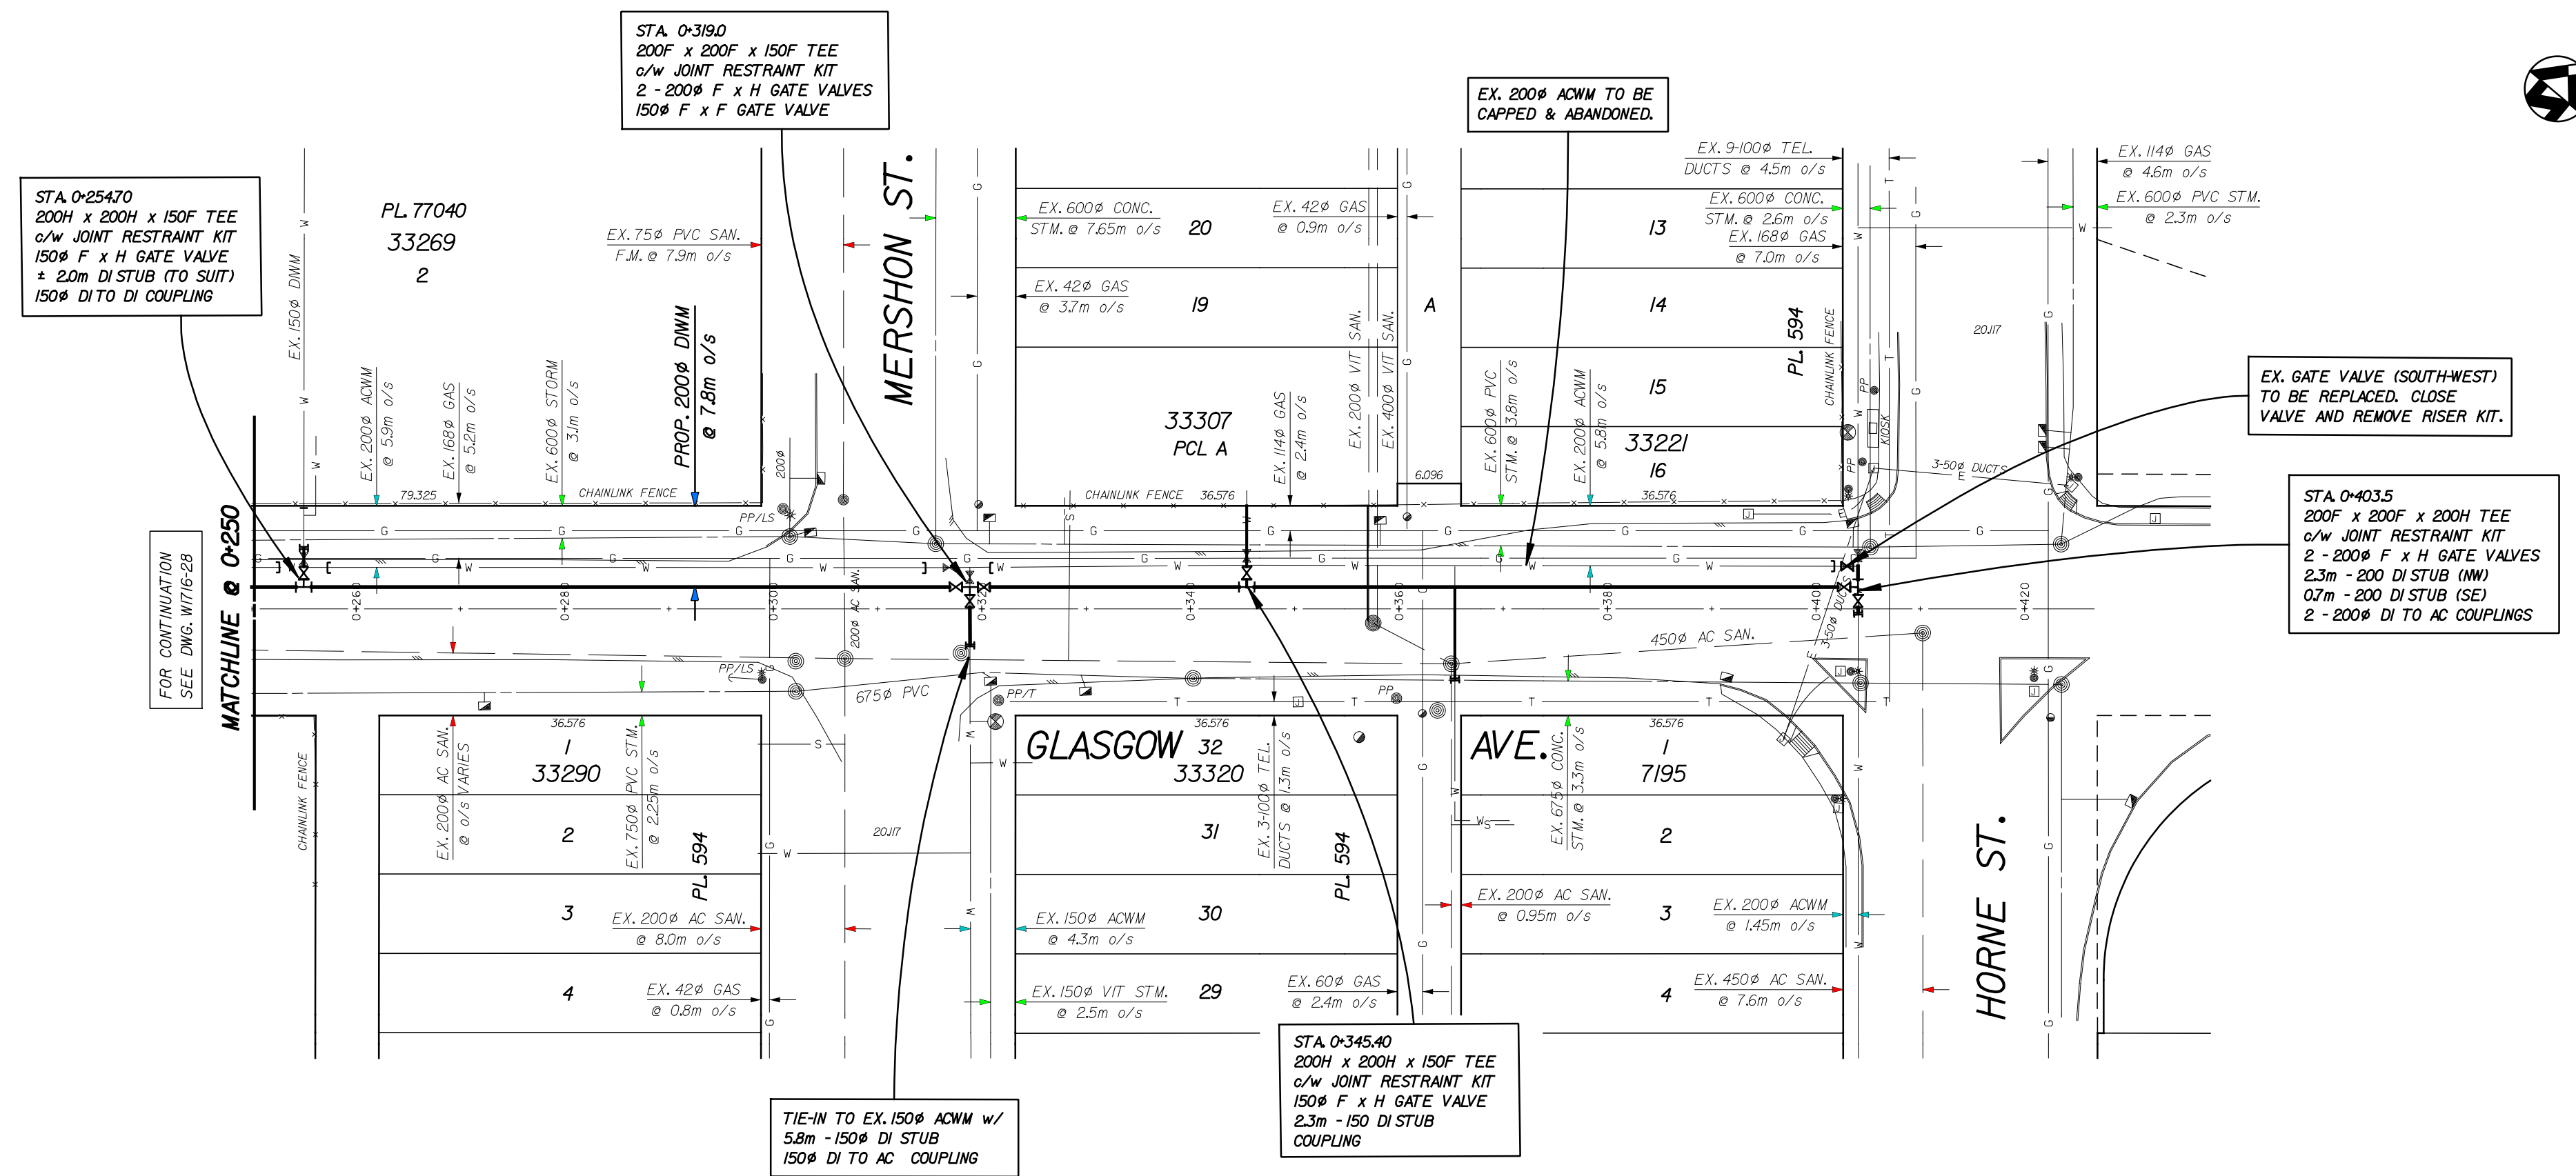 STA. 0+319.0
200F x 200F x 150F TEE
c/w JOINT RESTRAINT KIT
2 - 200ø F x H GATE VALVES
150ø F x F GATE VALVE
EX. 200ø ACWM TO BE
CAPPED & ABANDONED.
STA. 0+254.70
200H x 200H x 150F TEE
c/w JOINT RESTRAINT KIT
150ø F x H GATE VALVE
± 2.0m DI STUB (TO SUIT)
150ø DI TO DI COUPLING
EX. GATE VALVE (SOUTH-WEST)
TO BE REPLACED. CLOSE
VALVE AND REMOVE RISER KIT.
STA. 0+403.5
200F x 200F x 200H TEE
c/w JOINT RESTRAINT KIT
2 - 200ø F x H GATE VALVES
2.3m - 200 DI STUB (NW)
0.7m - 200 DI STUB (SE)
2 - 200ø DI TO AC COUPLINGS
STA. 0+345.40
200H x 200H x 150F TEE
c/w JOINT RESTRAINT KIT
150ø F x H GATE VALVE
2.3m - 150 DI STUB
COUPLING
TIE-IN TO EX. 150ø ACWM w/
5.8m - 150ø DI STUB
150ø DI TO AC COUPLING
FOR CONTINUATION
SEE DWG. W1716-28
MATCHLINE @ 0+250
PL. 77040
33269
2
EX. 150ø DIWM
EX. 75ø PVC SAN.
F.M. @ 7.9m o/s
EX. 200ø ACWM
@ 5.9m o/s
EX. 168ø GAS
@ 5.2m o/s
EX. 600ø STORM
@ 3.1m o/s
PROP. 200ø DIWM
@ 7.8m o/s
79.325
CHAINLINK FENCE
PP/LS
200ø
MERSHON ST.
EX. 600ø CONC.
STM. @ 7.65m o/s
20
EX. 42ø GAS
@ 0.9m o/s
EX. 42ø GAS
@ 3.7m o/s
19
33307
PCL A
EX. 114ø GAS
@ 2.4m o/s
EX. 200ø VIT SAN.
EX. 400ø VIT SAN.
CHAINLINK FENCE
36.576
A
6.096
EX. 9-100ø TEL.
DUCTS @ 4.5m o/s
EX. 600ø CONC.
STM. @ 2.6m o/s
EX. 168ø GAS
@ 7.0m o/s
13
14
15
33221
16
PL. 594
CHAINLINK FENCE
EX. 600ø PVC
STM. @ 3.8m o/s
EX. 200ø ACWM
@ 5.8m o/s
36.576
PP
KIOSK
PP
3-50ø DUCTS
20.117
EX. 114ø GAS
@ 4.6m o/s
EX. 600ø PVC STM.
@ 2.3m o/s
0+260
0+280
0+300
0+320
0+340
0+360
0+380
0+400
0+420
200ø AC SAN.
450ø AC SAN.
3-50ø DUCTS
PP/LS
675ø PVC
PP/T
PP
CHAINLINK FENCE
36.576
1
33290
2
3
4
EX. 200ø AC SAN.
@ o/s VARIES
EX. 750ø PVC STM.
@ 2.25m o/s
PL. 594
EX. 200ø AC SAN.
@ 8.0m o/s
EX. 42ø GAS
@ 0.8m o/s
20.117
EX. 150ø ACWM
@ 4.3m o/s
EX. 150ø VIT STM.
@ 2.5m o/s
GLASGOW AVE.
36.576
32
33320
31
30
29
EX. 3-100ø TEL.
DUCTS @ 1.3m o/s
PL. 594
EX. 60ø GAS
@ 2.4m o/s
EX. 200ø AC SAN.
@ 0.95m o/s
EX. 675ø CONC.
STM. @ 3.3m o/s
36.576
1
7195
2
3
4
EX. 200ø ACWM
@ 1.45m o/s
EX. 450ø AC SAN.
@ 7.6m o/s
HORNE ST.